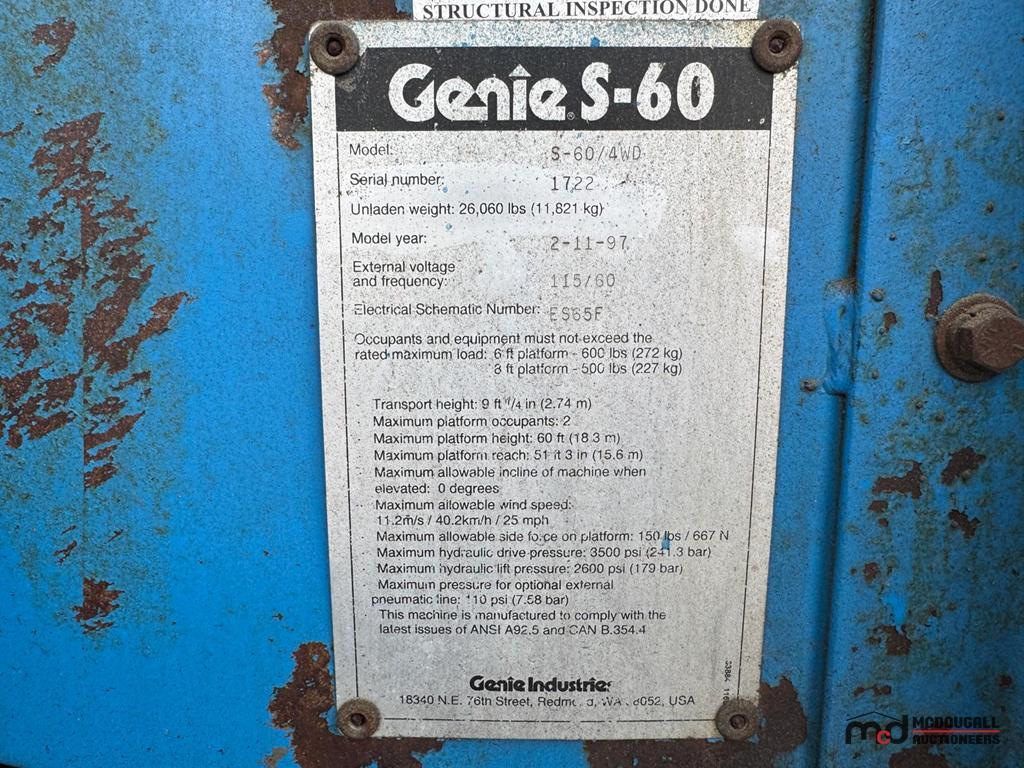 STRUCTURAL INSPECTION DONE
Genie® S-60
Model: S-60/4WD
Serial number: 1722
Unladen weight: 26,060 lbs (11,821 kg)
Model year: 2-11-97
External voltage
and frequency: 115/60
Electrical Schematic Number: ES65F
Occupants and equipment must not exceed the
rated maximum load: 6 ft platform - 600 lbs (272 kg)
8 ft platform - 500 lbs (227 kg)
Transport height: 9 ft /4 in (2.74 m)
Maximum platform occupants: 2
Maximum platform height: 60 ft (18.3 m)
Maximum platform reach: 51 ft 3 in (15.6 m)
Maximum allowable incline of machine when
elevated: 0 degrees
Maximum allowable wind speed:
11.2m/s / 40.2km/h / 25 mph
Maximum allowable side force on platform: 150 lbs / 667 N
Maximum hydraulic drive pressure: 3500 psi (241.3 bar)
Maximum hydraulic lift pressure: 2600 psi (179 bar)
Maximum pressure for optional external
pneumatic line: 110 psi (7.58 bar)
This machine is manufactured to comply with the
latest issues of ANSI A92.5 and CAN B.354.4
Genie Industries
18340 N.E. 76th Street, Redmond, WA 8052, USA
mcd MCDOUGALL
AUCTIONEERS